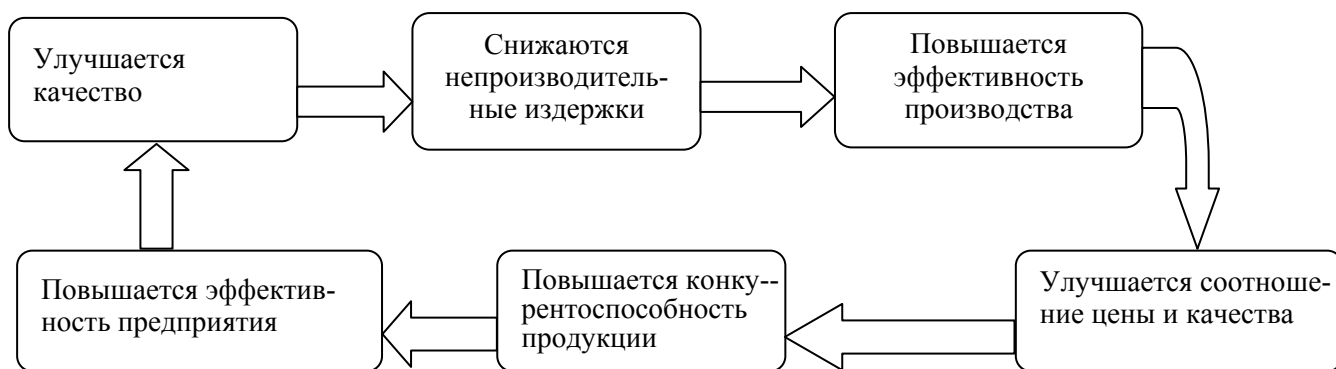 Улучшается
качество
Снижаются
непроизводитель-
ные издержки
Повышается
эффективность
производства
Улучшается соотноше-
ние цены и качества
Повышается конку--
рентоспособность
продукции
Повышается эффектив-
ность предприятия